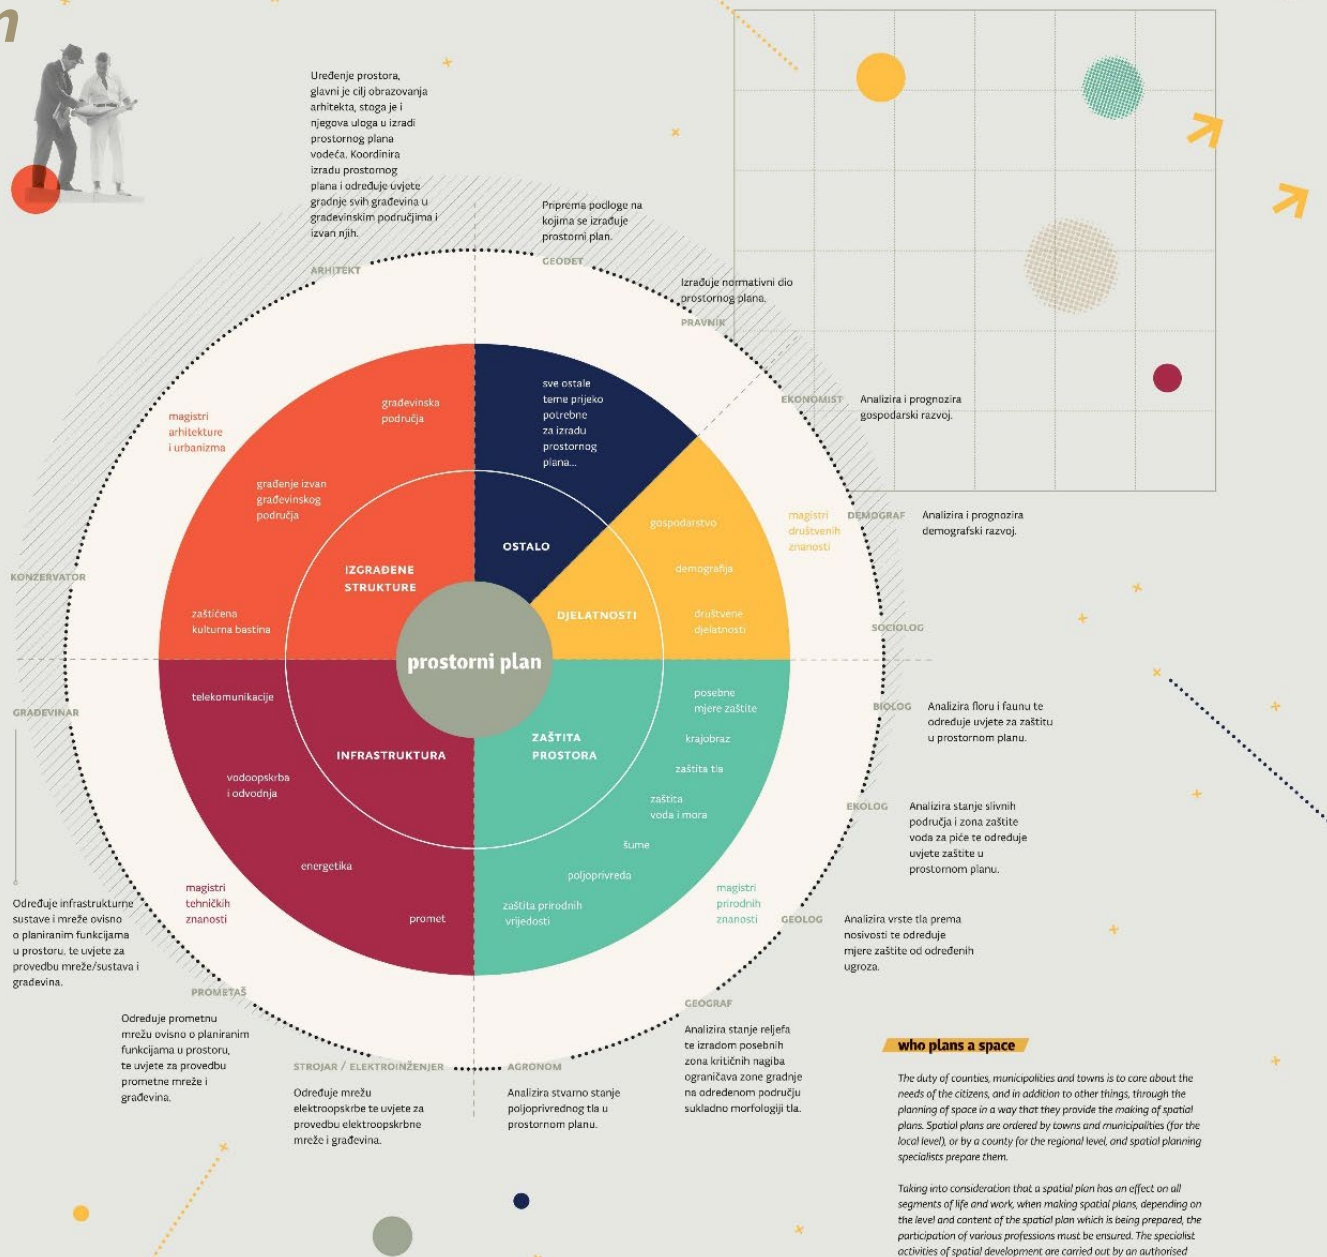 Uređenje prostora,
glavni je cilj obrazovanja
arhitekta, stoga je i
njegova uloga u izradi
prostornog plana
vodeća. Koordinira
izradu prostornog
plana i određuje uvjete
gradnje svih građevina u
građevinskim područjima i
izvan njih.
ARHITEKT
Priprema podloge na
kojima se izrađuje
prostorni plan.
GEODET
Izrađuje normativni dio
prostornog plana.
PRAVNIK
EKONOMIST
Analizira i prognozira
gospodarski razvoj.
DEMOGRAF
Analizira i prognozira
demografski razvoj.
SOCIOLOG
BIOLOG
Analizira floru i faunu te
određuje uvjete za zaštitu
u prostornom planu.
EKOLOG
Analizira stanje slivnih
područja i zona zaštite
voda za piće te određuje
uvjete zaštite u
prostornom planu.
GEOLOG
Analizira vrste tla prema
nosivosti te određuje
mjere zaštite od određenih
ugroza.
GEOGRAF
Analizira stanje reljefa
te izradom posebnih
zona kritičnih nagiba
ograničava zone gradnje
na određenom području
sukladno morfologiji tla.
AGRONOM
Analizira stvarno stanje
poljoprivrednog tla u
prostornom planu.
STROJAR / ELEKTROINŽENJER
Određuje mrežu
elektroopskrbe te uvjete za
provedbu elektroopskrbne
mreže i građevina.
PROMETAŠ
Određuje prometnu
mrežu ovisno o planiranim
funkcijama u prostoru,
te uvjete za provedbu
prometne mreže i
građevina.
GRAĐEVINAR
Određuje infrastrukturne
sustave i mreže ovisno
o planiranim funkcijama
u prostoru, te uvjete za
provedbu mreže/sustava i
građevina.
KONZERVATOR
magistri
arhitekture
i urbanizma
građevinska
područja
građenje izvan
građevinskog
područja
zaštićena
kulturna bastina
IZGRAĐENE
STRUKTURE
sve ostale
teme prijeko
potrebne
za izradu
prostornog
plana...
OSTALO
magistri
društvenih
znanosti
gospodarstvo
demografija
društvene
djelatnosti
DJELATNOSTI
prostorni plan
telekomunikacije
vodoopskrba
i odvodnja
energetika
promet
INFRASTRUKTURA
magistri
tehničkih
znanosti
ZAŠTITA
PROSTORA
posebne
mjere zaštite
krajobraz
zaštita tla
zaštita
voda i mora
šume
poljoprivreda
zaštita prirodnih
vrijedosti
magistri
prirodnih
znanosti
who plans a space
The duty of counties, municipalities and towns is to care about the
needs of the citizens, and in addition to other things, through the
planning of space in a way that they provide the making of spatial
plans. Spatial plans are ordered by towns and municipalities (for the
local level), or by a county (for the regional level, and spatial planning
specialists prepare them.
Taking into consideration that a spatial plan has an effect on all
segments of life and work, when making spatial plans, depending on
the level and content of the spatial plan which is being prepared, the
participation of various professions must be ensured. The specialist
activities of spatial development are carried out by an authorised